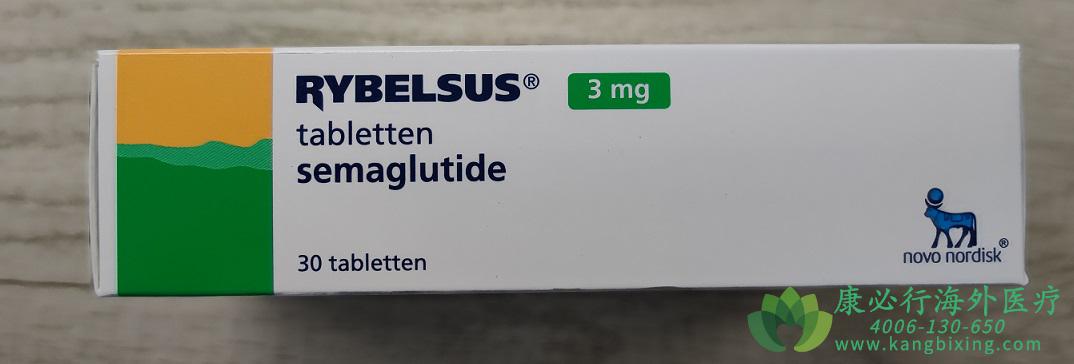 RYBELSUS® 3 mg
tabletten
semaglutide
30 tabletten
novo nordisk®
康必行海外医疗
4006-130-650
www.kangbixing.com